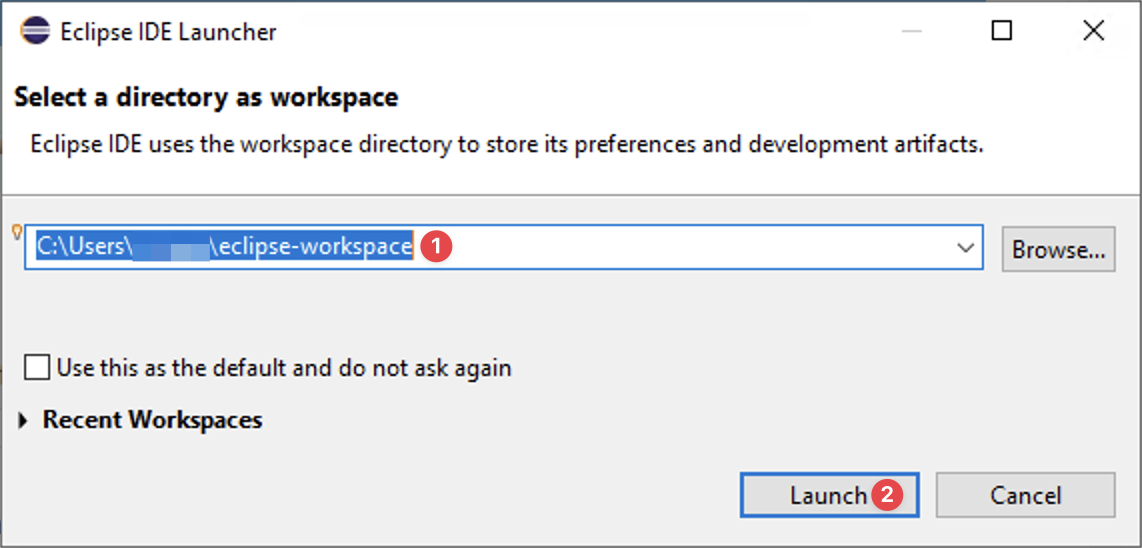 Eclipse IDE Launcher
Select a directory as workspace
Eclipse IDE uses the workspace directory to store its preferences and development artifacts.
C:\Users\ \eclipse-workspace 1
Browse...
Use this as the default and do not ask again
Recent Workspaces
Launch 2
Cancel